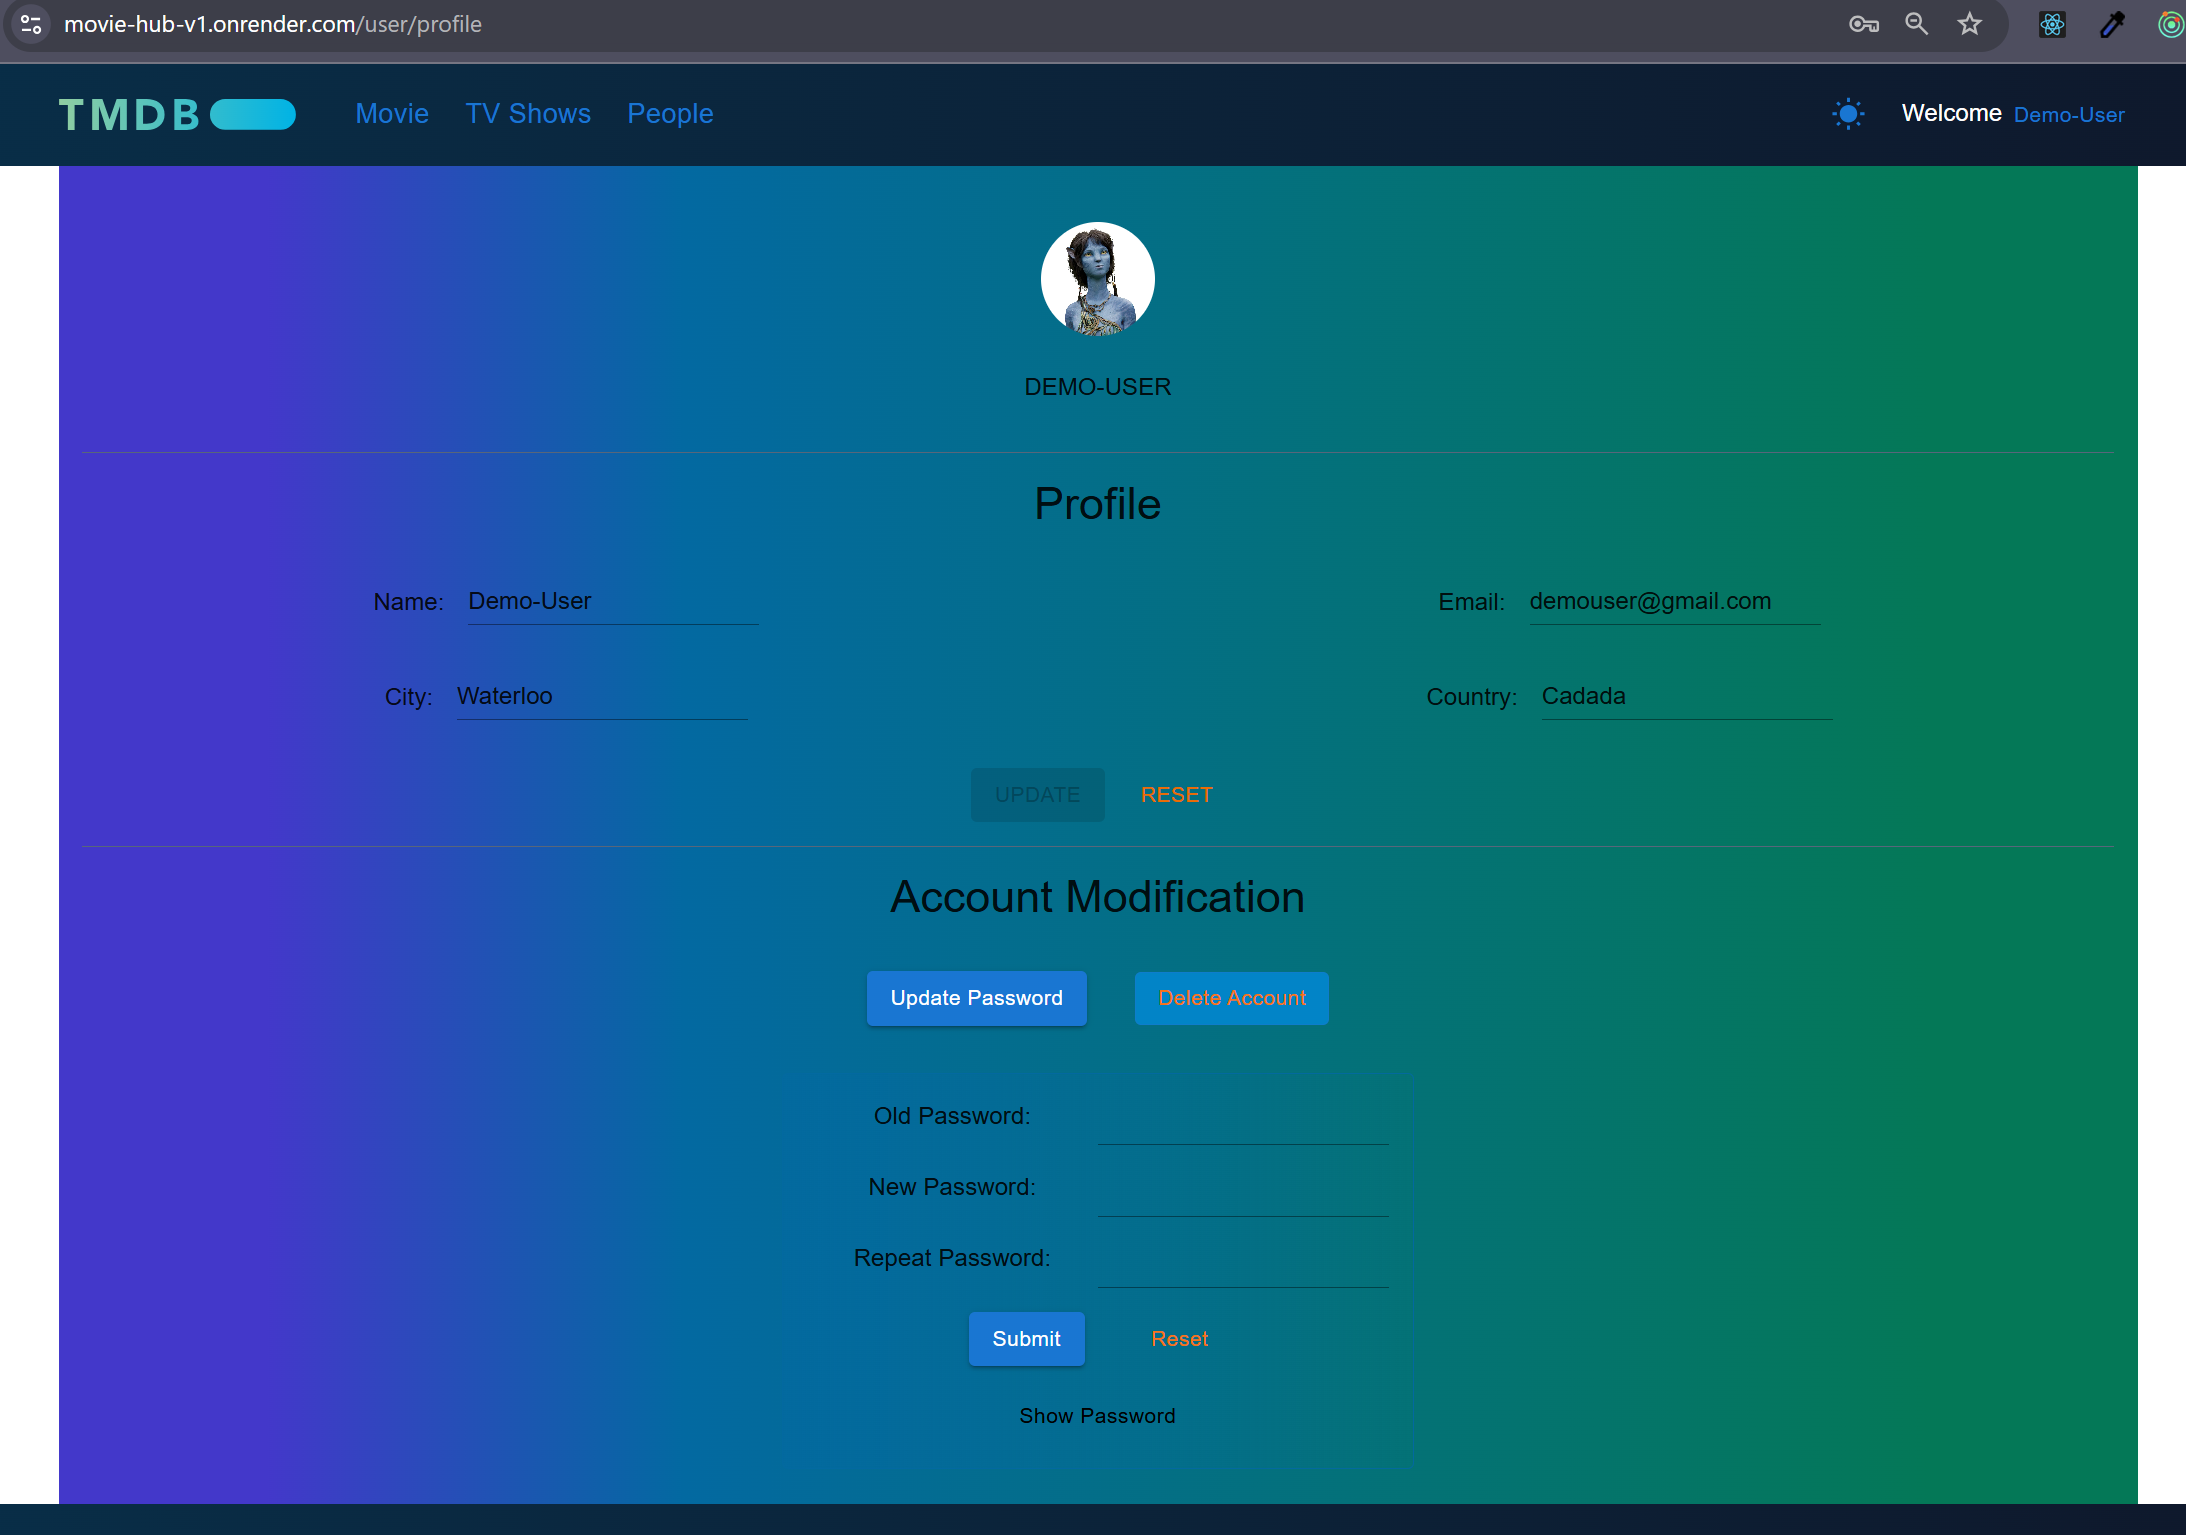 movie-hub-v1.onrender.com/user/profile
TMDB Movie TV Shows People Welcome Demo-User
DEMO-USER
Profile
Name: Demo-User Email: demouser@gmail.com
City: Waterloo Country: Cadada
UPDATE RESET
Account Modification
Update Password Delete Account
Old Password:
New Password:
Repeat Password:
Submit Reset
Show Password